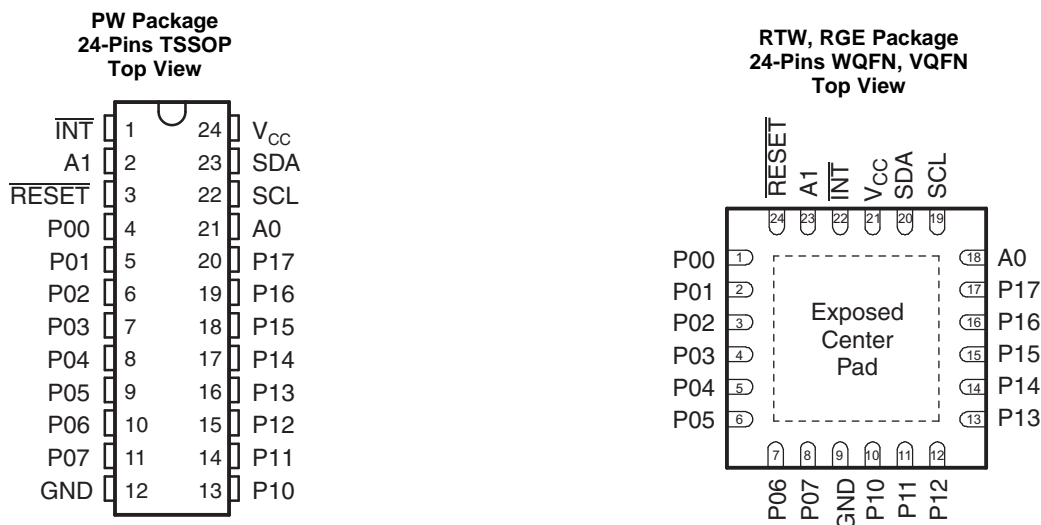 PW Package
24-Pins TSSOP
Top View
INT 1 24 VCC
A1 2 23 SDA
RESET 3 22 SCL
P00 4 21 A0
P01 5 20 P17
P02 6 19 P16
P03 7 18 P15
P04 8 17 P14
P05 9 16 P13
P06 10 15 P12
P07 11 14 P11
GND 12 13 P10
RTW, RGE Package
24-Pins WQFN, VQFN
Top View
RESET A1 INT VCC SDA SCL
24 23 22 21 20 19
P00 1 18 A0
P01 2 17 P17
P02 3 16 P16
P03 4 15 P15
P04 5 14 P14
P05 6 13 P13
Exposed
Center
Pad
7 8 9 10 11 12
P06 P07 GND P10 P11 P12